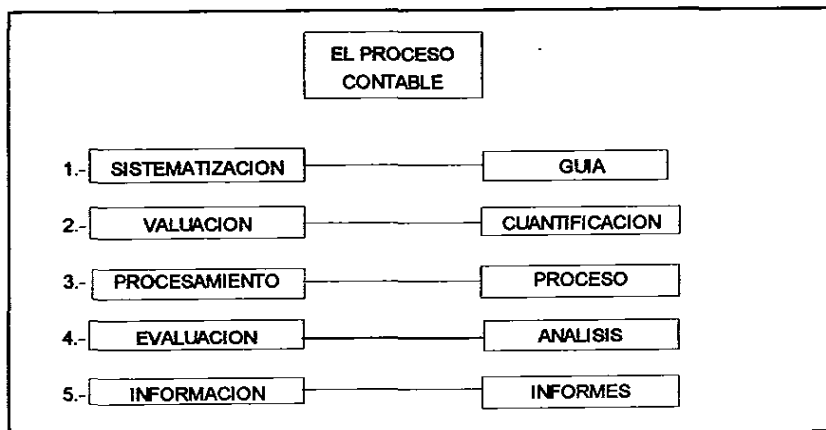 EL PROCESO
CONTABLE
1.- SISTEMATIZACION GUIA
2.- VALUACION CUANTIFICACION
3.- PROCESAMIENTO PROCESO
4.- EVALUACION ANALISIS
5.- INFORMACION INFORMES